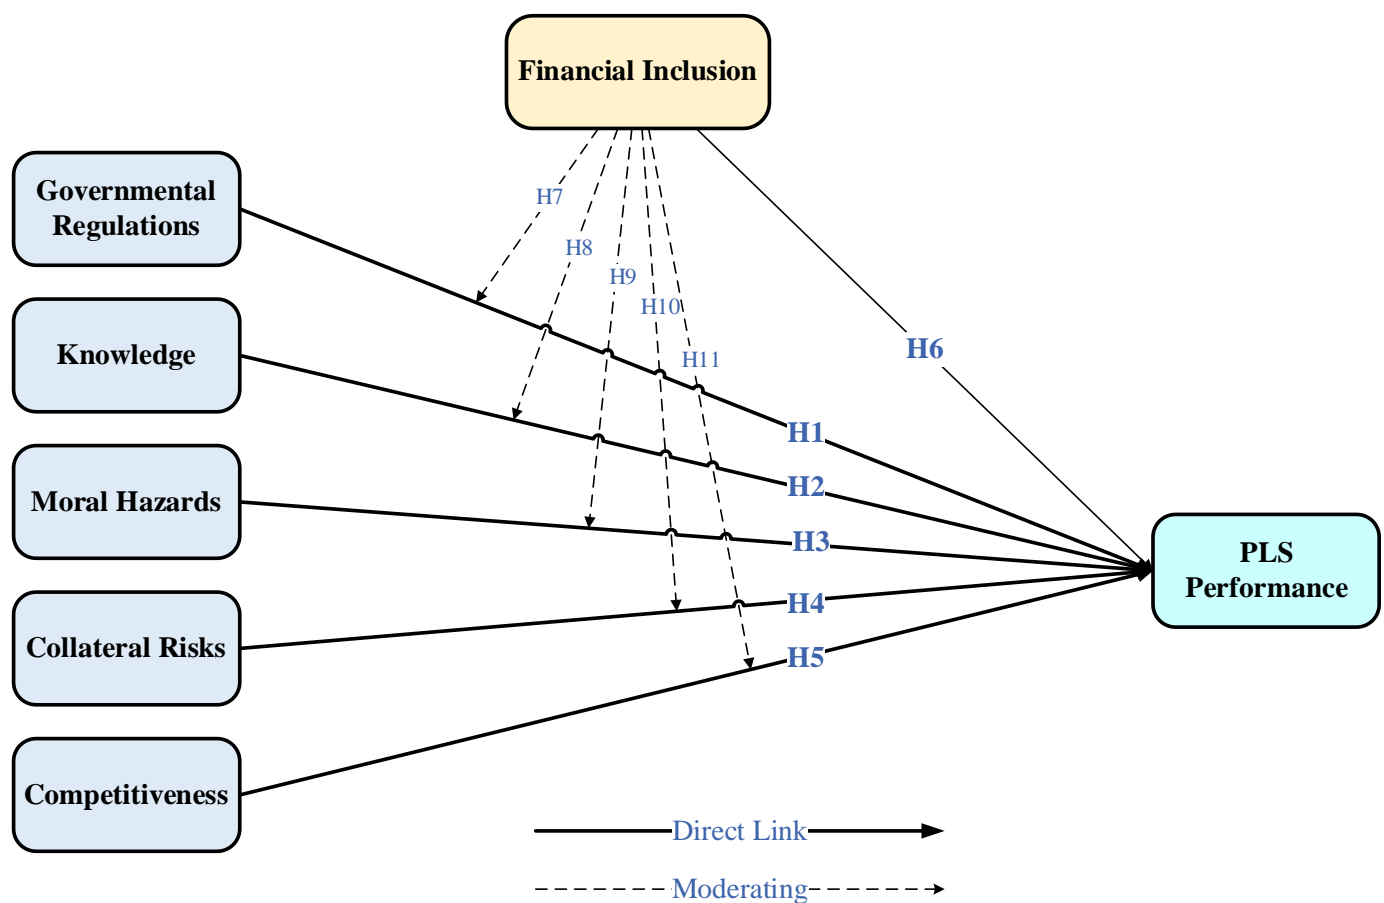 Financial Inclusion
Governmental
Regulations
H7
H8
H9
Knowledge
H10
H6
H11
H1
H2
Moral Hazards
H3
PLS
Performance
H4
Collateral Risks
H5
Competitiveness
Direct Link
Moderating